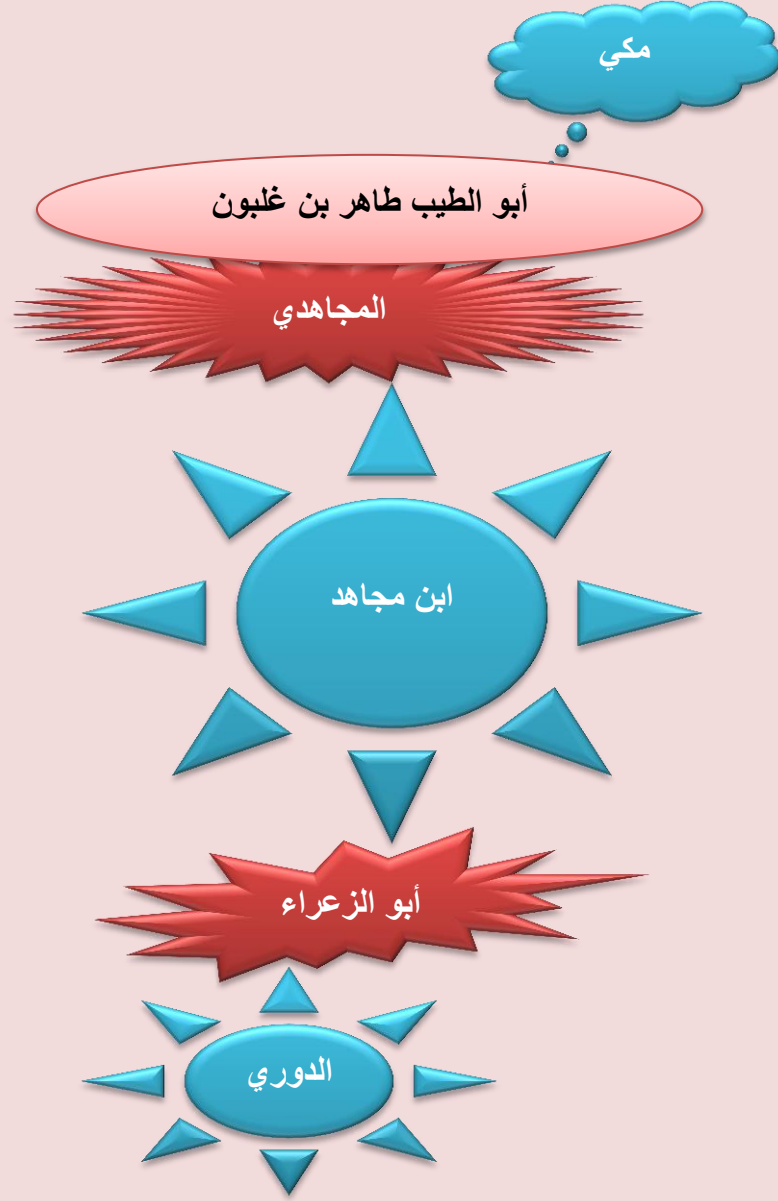 مكي
أبو الطيب طاهر بن غلبون
المجاهدي
ابن مجاهد
أبو الزعراء
الدوري